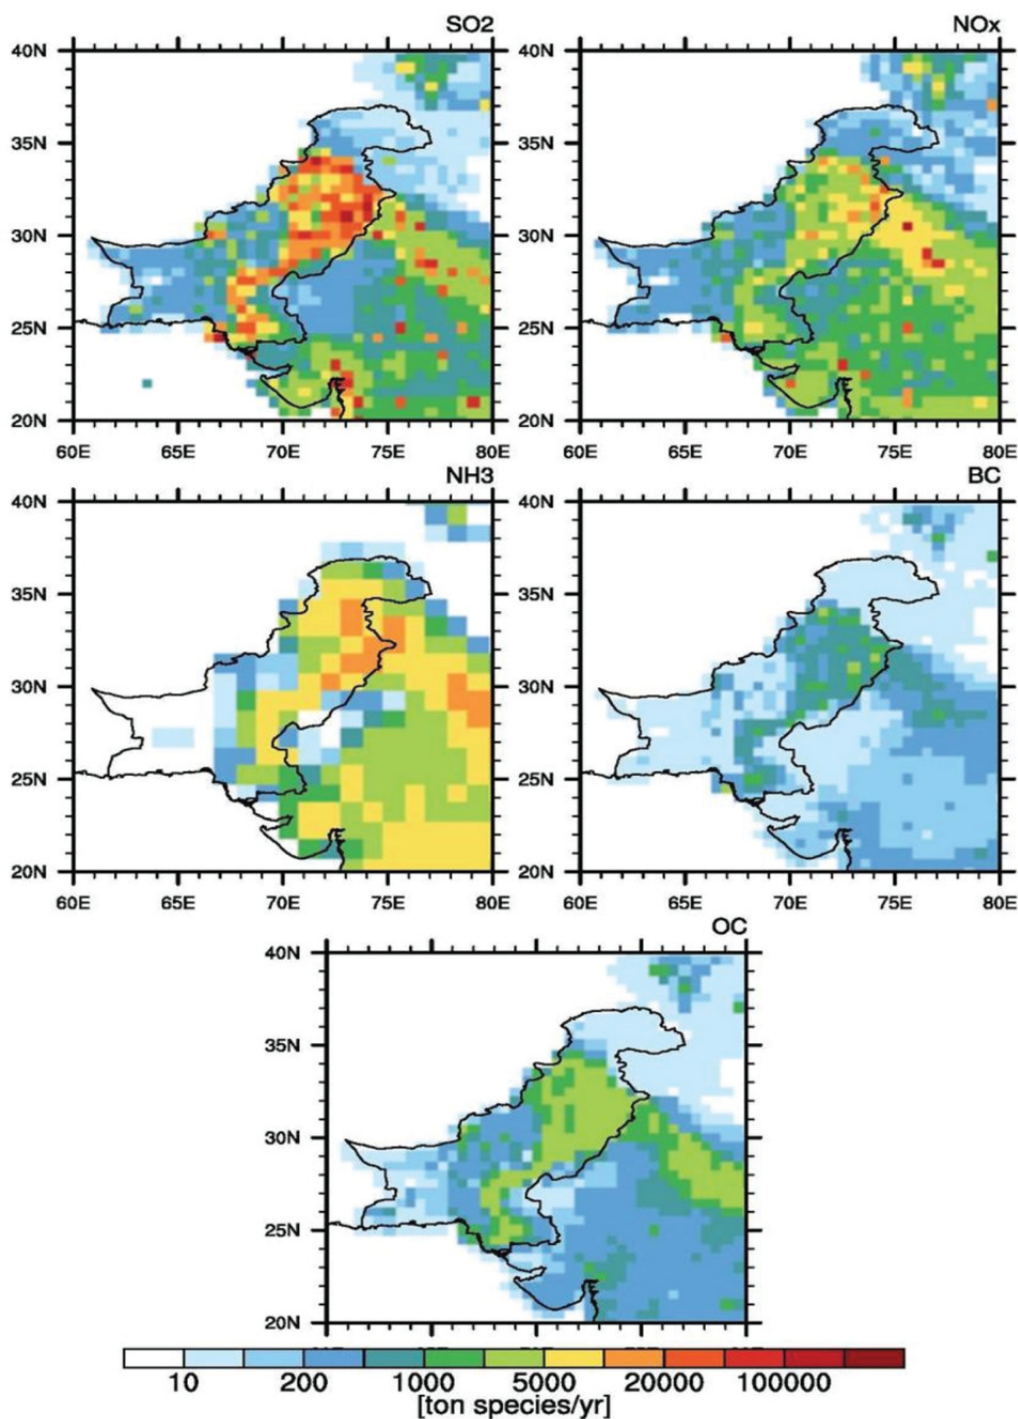 SO2 NOx
40N 40N
35N 35N
30N 30N
25N 25N
20N 20N
60E 65E 70E 75E 80E 60E 65E 70E 75E 80E
NH3 BC
40N 40N
35N 35N
30N 30N
25N 25N
20N 20N
60E 65E 70E 75E 80E 60E 65E 70E 75E 80E
OC
40N
35N
30N
25N
20N
10 200 1000 5000 20000 100000
[ton species/yr]